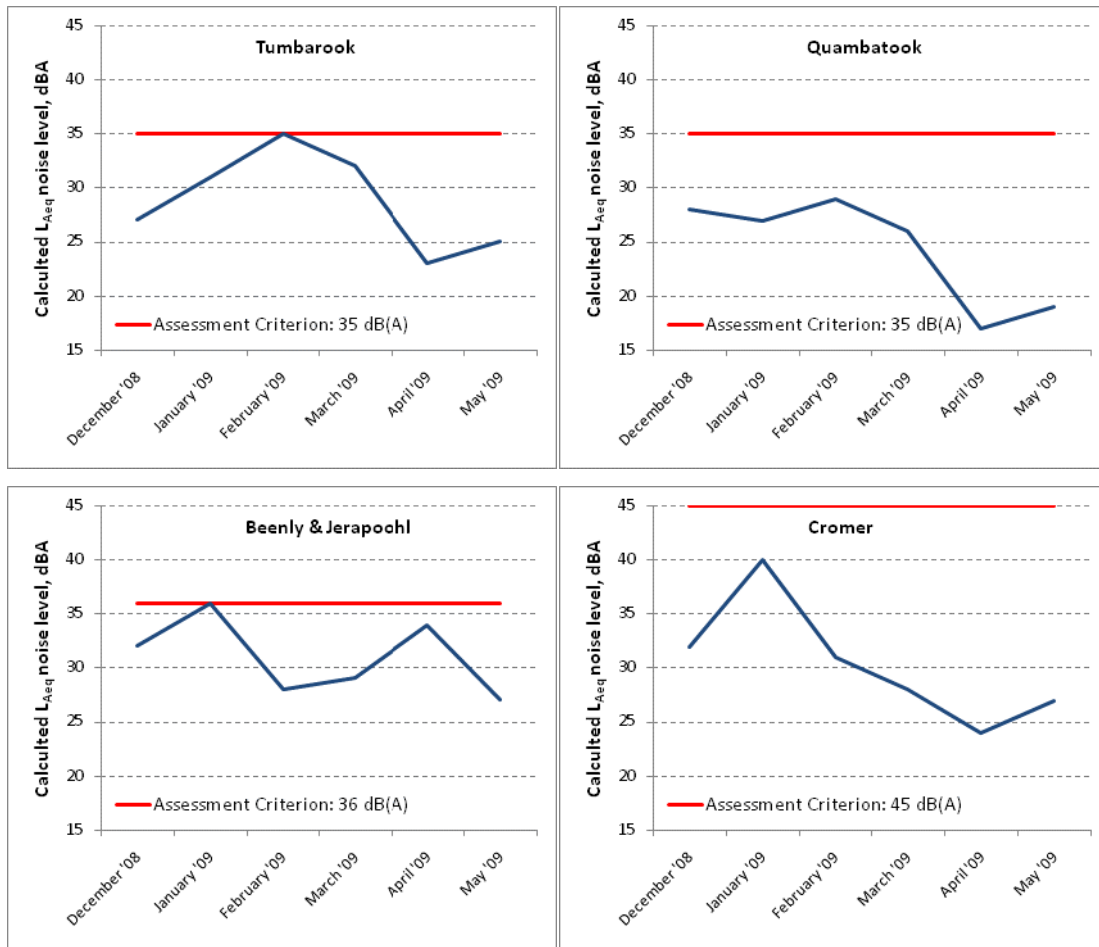 Tumbarook
Calculted LAeq noise level, dBA
45
40
35
30
25
20
15
Assessment Criterion: 35 dB(A)
December '08
January '09
February '09
March '09
April '09
May '09
Quambatook
Calculted LAeq noise level, dBA
45
40
35
30
25
20
15
Assessment Criterion: 35 dB(A)
December '08
January '09
February '09
March '09
April '09
May '09
Beenly & Jerapoohl
Calculted LAeq noise level, dBA
45
40
35
30
25
20
15
Assessment Criterion: 36 dB(A)
December '08
January '09
February '09
March '09
April '09
May '09
Cromer
Calculted LAeq noise level, dBA
45
40
35
30
25
20
15
Assessment Criterion: 45 dB(A)
December '08
January '09
February '09
March '09
April '09
May '09